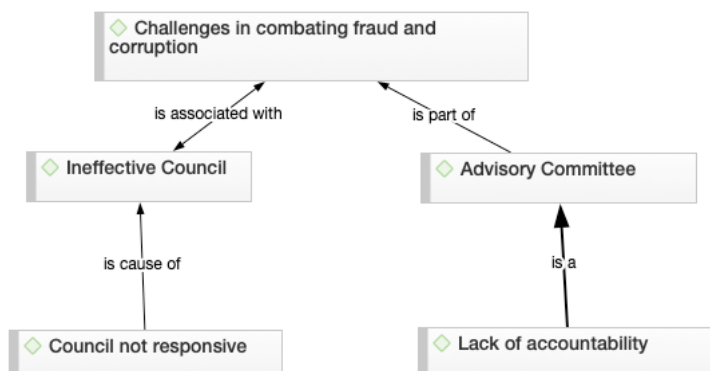 Challenges in combating fraud and
corruption
is associated with
is part of
Ineffective Council
Advisory Committee
is cause of
is a
Council not responsive
Lack of accountability